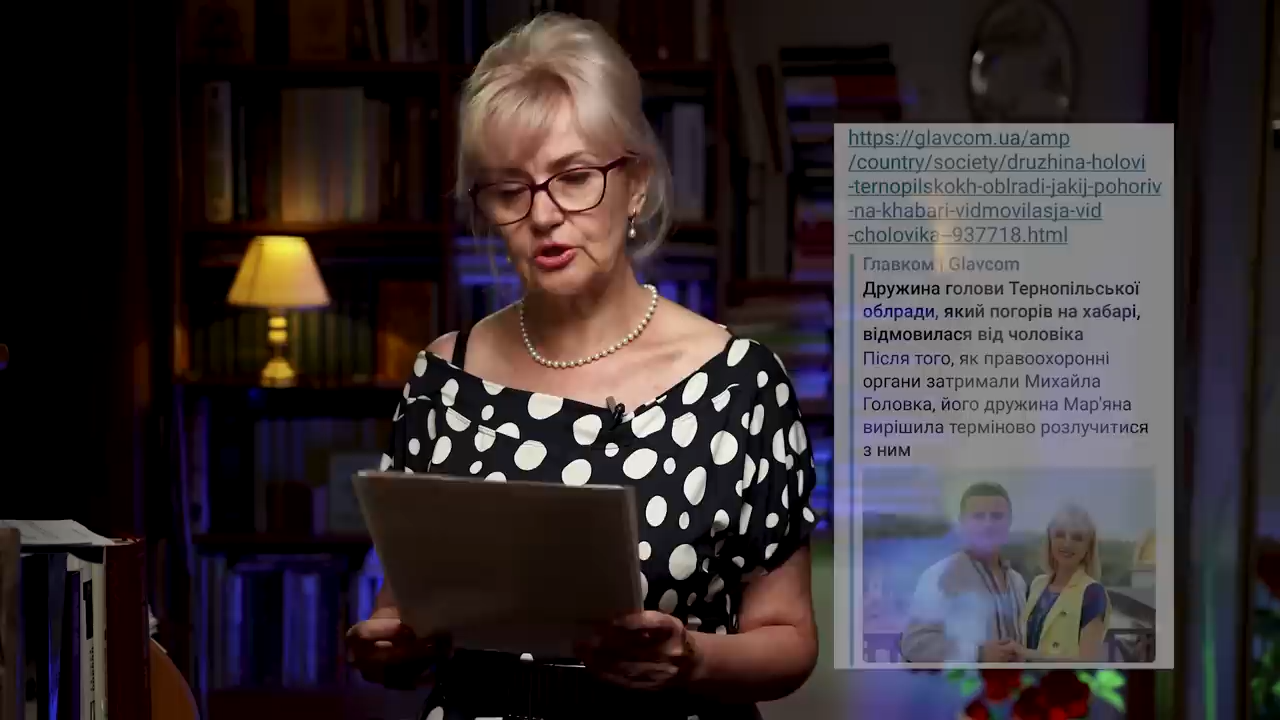 https://glavcom.ua/amp
/country/society/druzhina-holovi
-ternopilskokh-oblradi-jakij-pohoriv
-na-khabari-vidmovilasja-vid
-cholovika--937718.html
Главком | Glavcom
Дружина голови Тернопільської
облради, який погорів на хабарі,
відмовилася від чоловіка
Після того, як правоохоронні
органи затримали Михайла
Головка, його дружина Мар'яна
вирішила терміново розлучитися
з ним